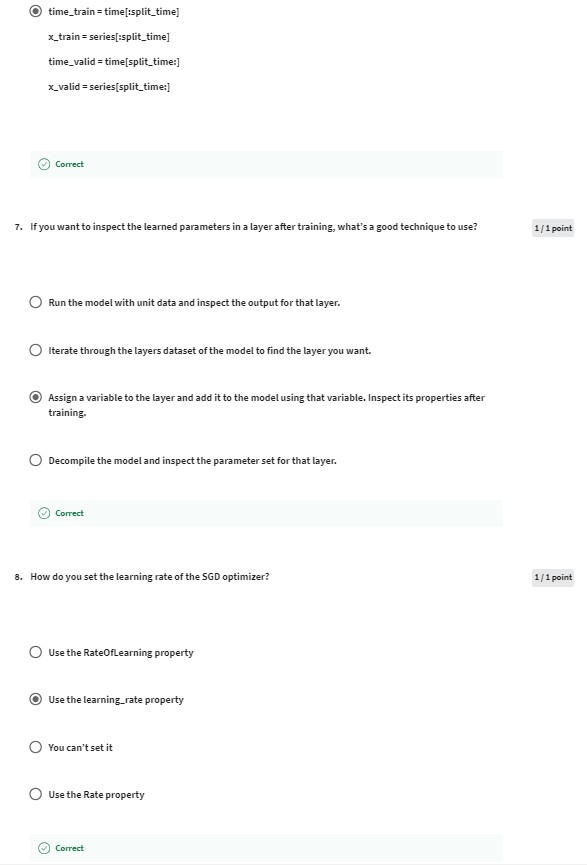 time_train = time[:split_time]
x_train = series[:split_time]
time_valid = time[split_time:]
x_valid = series[split_time:]
Correct
7. If you want to inspect the learned parameters in a layer after training, what's a good technique to use?
1 / 1 point
Run the model with unit data and inspect the output for that layer.
Iterate through the layers dataset of the model to find the layer you want.
Assign a variable to the layer and add it to the model using that variable. Inspect its properties after
training.
Decompile the model and inspect the parameter set for that layer.
Correct
8. How do you set the learning rate of the SGD optimizer?
1 / 1 point
Use the RateOfLearning property
Use the learning_rate property
You can't set it
Use the Rate property
Correct